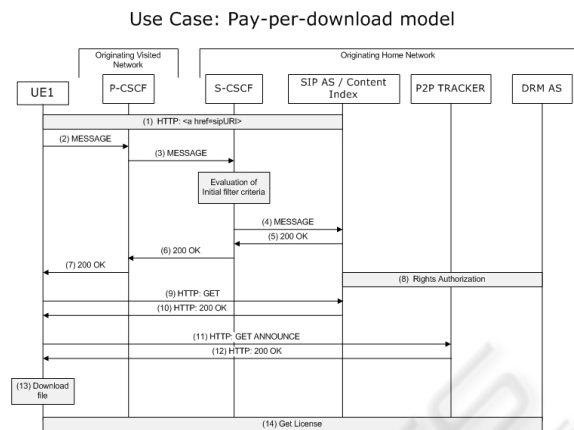 Use Case: Pay-per-download model
Originating Visited
Network
Originating Home Network
UE1
P-CSCF
S-CSCF
SIP AS / Content
Index
P2P TRACKER
DRM AS
(1) HTTP: <a href=sipURI>
(2) MESSAGE
(3) MESSAGE
Evaluation of
Initial filter criteria
(4) MESSAGE
(5) 200 OK
(6) 200 OK
(7) 200 OK
(8) Rights Authorization
(9) HTTP: GET
(10) HTTP: 200 OK
(11) HTTP: GET ANNOUNCE
(12) HTTP: 200 OK
(13) Download
file
(14) Get License